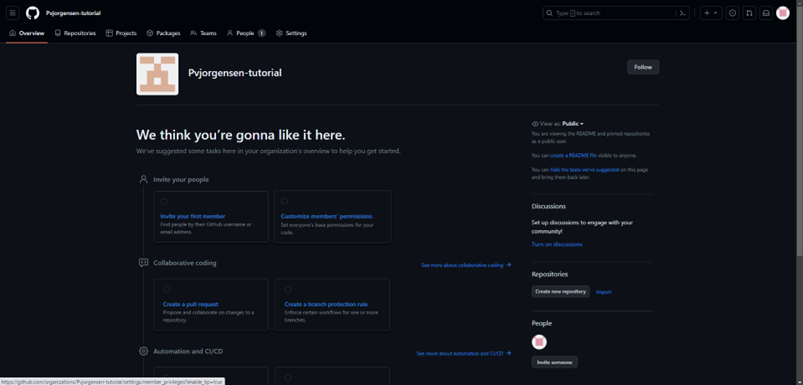 Pvjorgensen-tutorial
Type / to search
Overview Repositories Projects Packages Teams People 1 Settings
Pvjorgensen-tutorial
Follow
We think you're gonna like it here.
We've suggested some tasks here in your organization's overview to help you get started.
Invite your people
Invite your first member
Find people by their GitHub username or
email address.
Customize members' permissions
Set everyone's base permissions for your
code.
Collaborative coding
See more about collaborative coding →
Create a pull request
Propose and collaborate on changes to a
repository.
Create a branch protection rule
Enforce certain workflows for one or more
branches.
Automation and CI/CD
See more about automation and CI/CD →
View as: Public
You are viewing the README and pinned repositories
as a public user.
You can create a README file visible to anyone.
You can hide the tasks we've suggested on this page
and bring them back later.
Discussions
Set up discussions to engage with your
community!
Turn on discussions
Repositories
Create new repository Import
People
Invite someone
https://github.com/organizations/Pvjorgensen-tutorial/settings/member_privileges?enable_tip=true